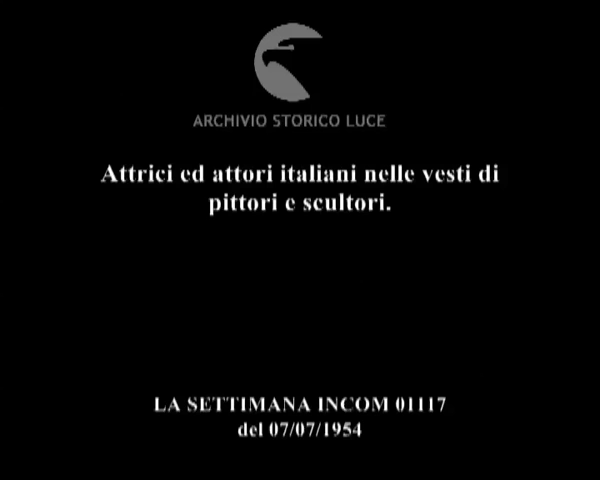 ARCHIVIO STORICO LUCE
Attrici ed attori italiani nelle vesti di
pittori e scultori.
LA SETTIMANA INCOM 01117
del 07/07/1954